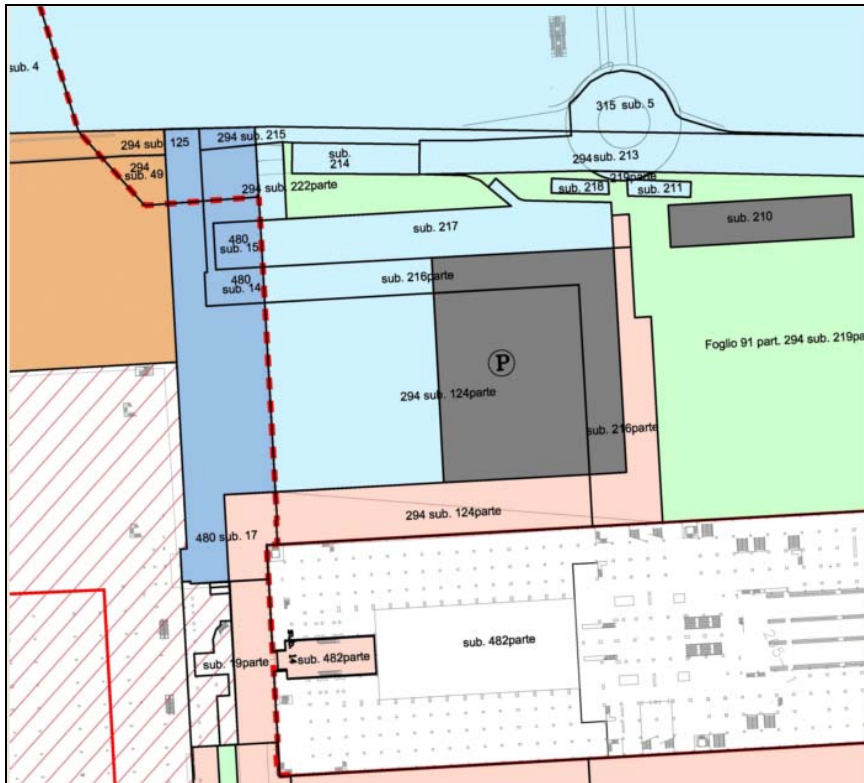 sub. 4
315 sub. 5
294 sub. 125
294 sub. 215
sub.
214
294 sub. 213
294
sub. 49
294 sub. 222parte
219parte
sub. 218
sub. 211
sub. 210
sub. 217
480
sub. 15
480
sub. 14
sub. 216parte
P
Foglio 91 part. 294 sub. 219pa
294 sub. 124parte
sub. 216parte
294 sub. 124parte
480 sub. 17
sub. 482parte
sub. 19parte
sub. 482parte